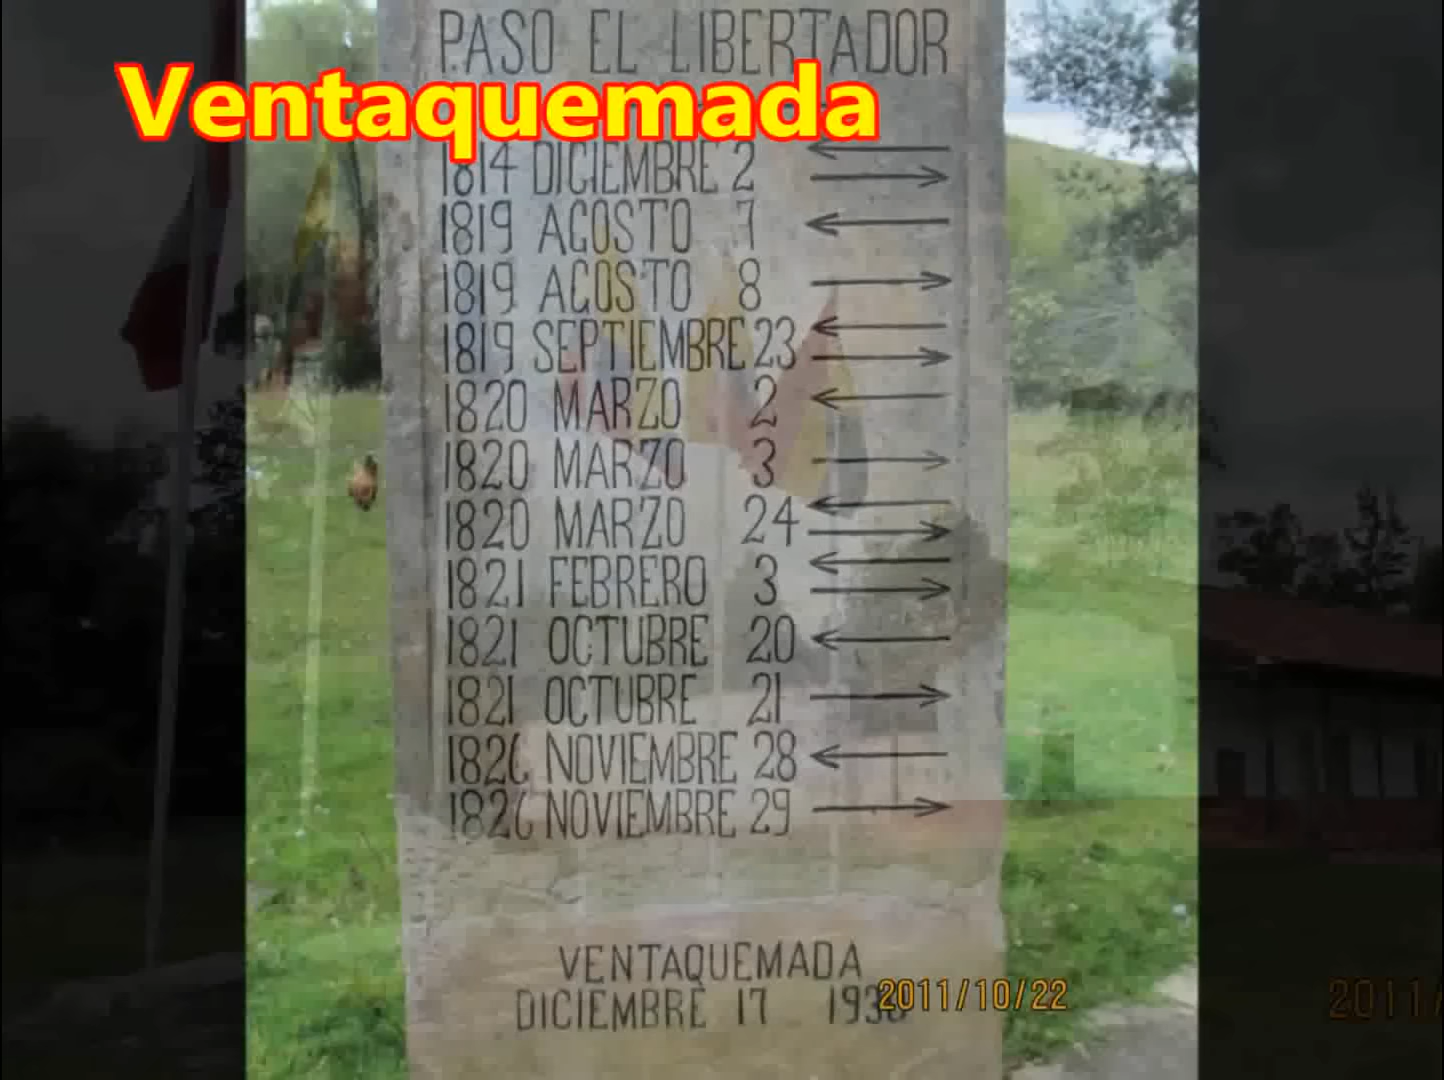 PASO EL LIBERTADOR
Ventaquemada
1814 DICIEMBRE 2
1819 AGOSTO 7
1819 AGOSTO 8
1819 SEPTIEMBRE 23
1820 MARZO 2
1820 MARZO 3
1820 MARZO 24
1821 FEBRERO 3
1821 OCTUBRE 20
1821 OCTUBRE 21
1826 NOVIEMBRE 28
1826 NOVIEMBRE 29
VENTAQUEMADA
DICIEMBRE 17
2011/10/22